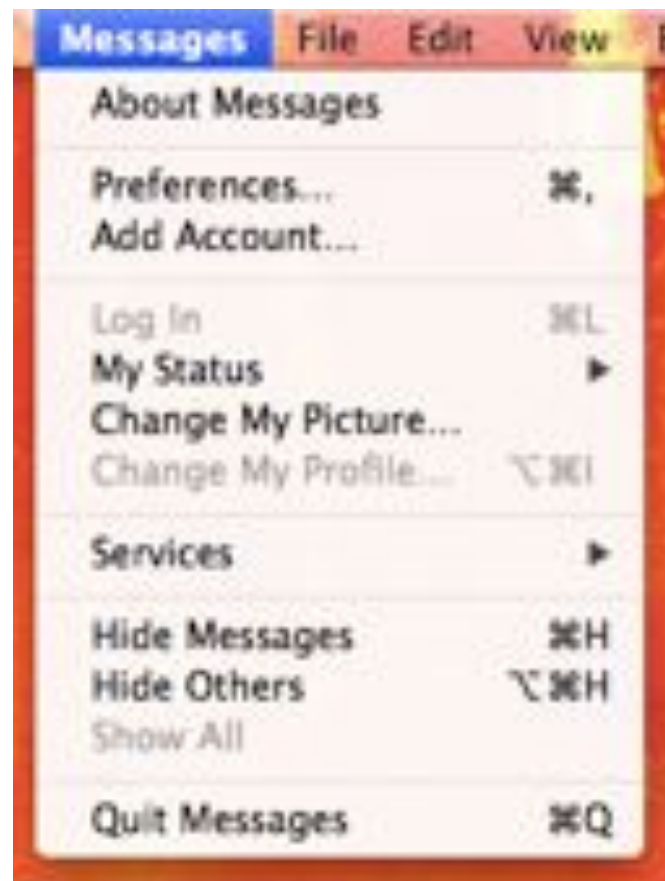 Messages File Edit View
About Messages
Preferences... ⌘,
Add Account...
Log In ⌘L
My Status ▶
Change My Picture...
Change My Profile... ⌥⌘I
Services ▶
Hide Messages ⌘H
Hide Others ⌥⌘H
Show All
Quit Messages ⌘Q